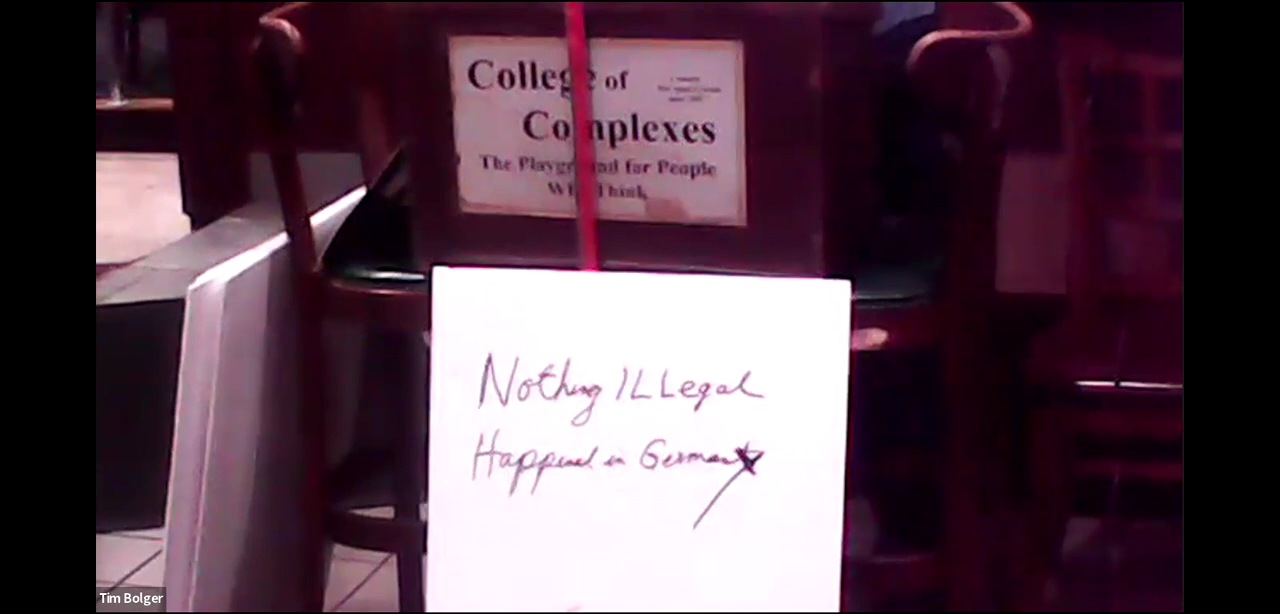 College of
Complexes
The Playground for People
Who Think
Nothing ILLegal
Happened in Germany
Tim Bolger